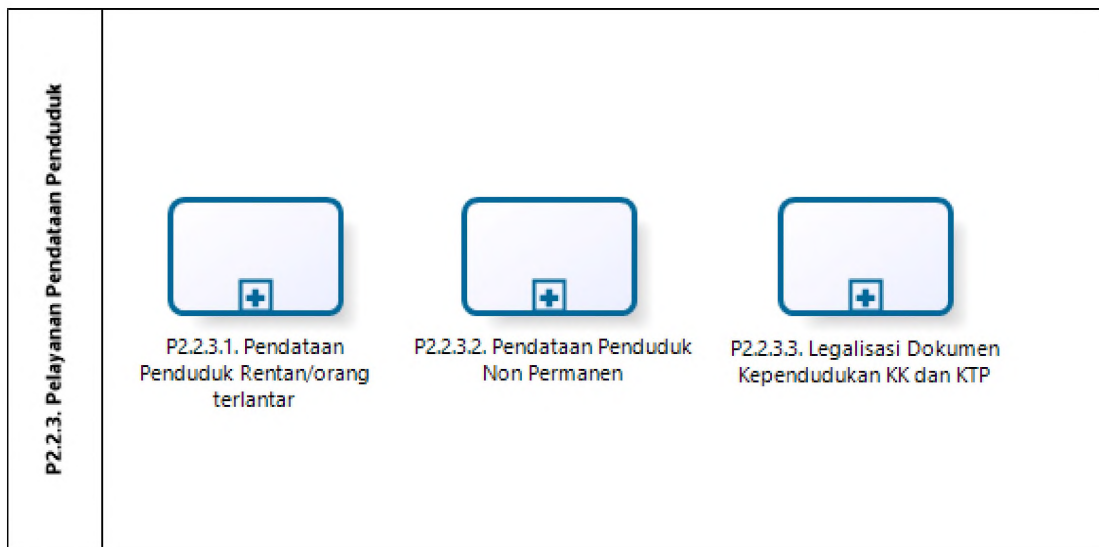 P2.2.3. Pelayanan Pendataan Penduduk
P2.2.3.1. Pendataan
Penduduk Rentan/orang
terlantar
P2.2.3.2. Pendataan Penduduk
Non Permanen
P2.2.3.3. Legalisasi Dokumen
Kependudukan KK dan KTP